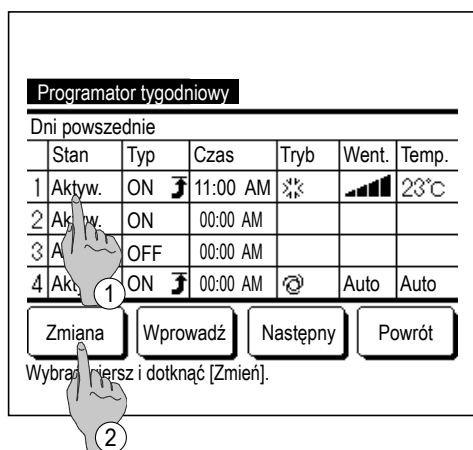 Programator tygodniowy
Dni powszednie
Stan Typ Czas Tryb Went. Temp.
1 Aktyw. ON 11:00 AM 23°C
2 ON 00:00 AM
3 OFF 00:00 AM
4 ON 00:00 AM Auto Auto
1
Zmiana Wprowadź Następny Powrót
i dotknąć [Zmień].
2